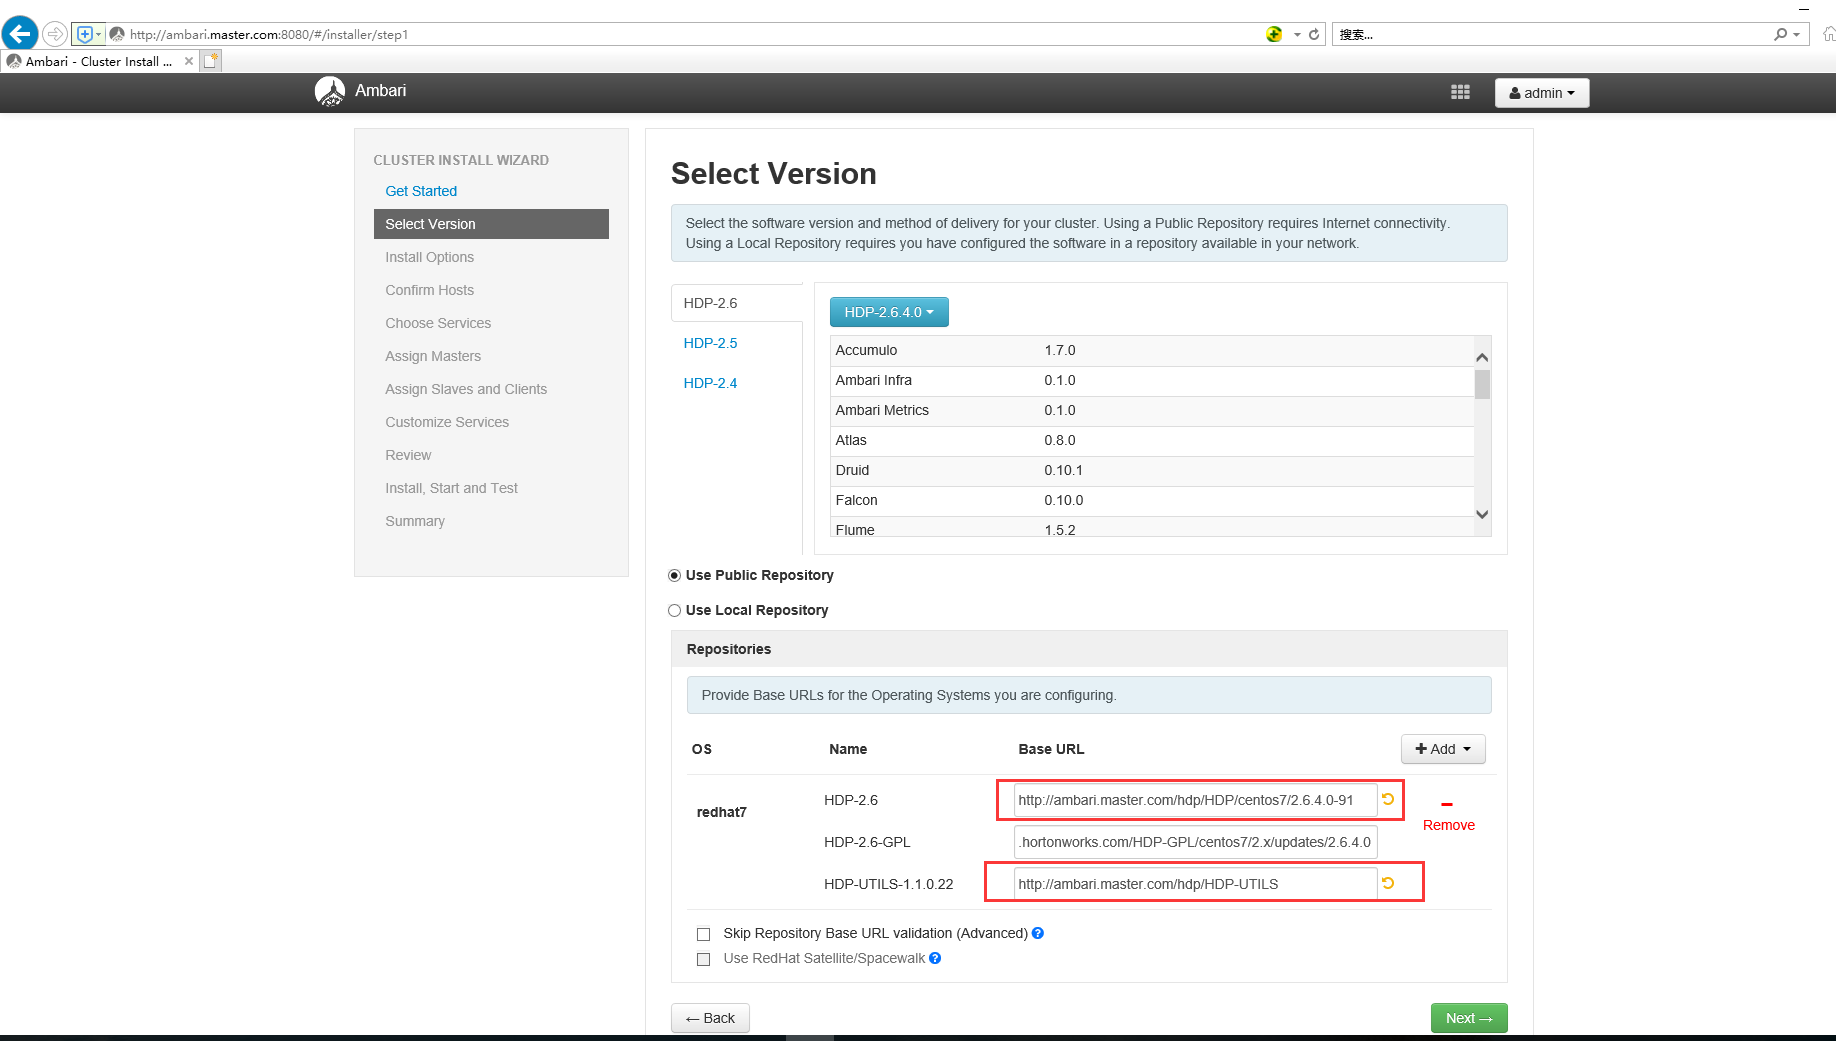 http://ambari.master.com:8080/#/installer/step1
搜索...
Ambari - Cluster Install ...
Ambari
admin
CLUSTER INSTALL WIZARD
Get Started
Select Version
Install Options
Confirm Hosts
Choose Services
Assign Masters
Assign Slaves and Clients
Customize Services
Review
Install, Start and Test
Summary
Select Version
Select the software version and method of delivery for your cluster. Using a Public Repository requires Internet connectivity.
Using a Local Repository requires you have configured the software in a repository available in your network.
HDP-2.6
HDP-2.5
HDP-2.4
HDP-2.6.4.0
Accumulo 1.7.0
Ambari Infra 0.1.0
Ambari Metrics 0.1.0
Atlas 0.8.0
Druid 0.10.1
Falcon 0.10.0
Flume 1.5.2
Use Public Repository
Use Local Repository
Repositories
Provide Base URLs for the Operating Systems you are configuring.
OS Name Base URL Add
redhat7
HDP-2.6 http://ambari.master.com/hdp/HDP/centos7/2.6.4.0-91
Remove
HDP-2.6-GPL .hortonworks.com/HDP-GPL/centos7/2.x/updates/2.6.4.0
HDP-UTILS-1.1.0.22 http://ambari.master.com/hdp/HDP-UTILS
Skip Repository Base URL validation (Advanced)
Use RedHat Satellite/Spacewalk
← Back
Next →